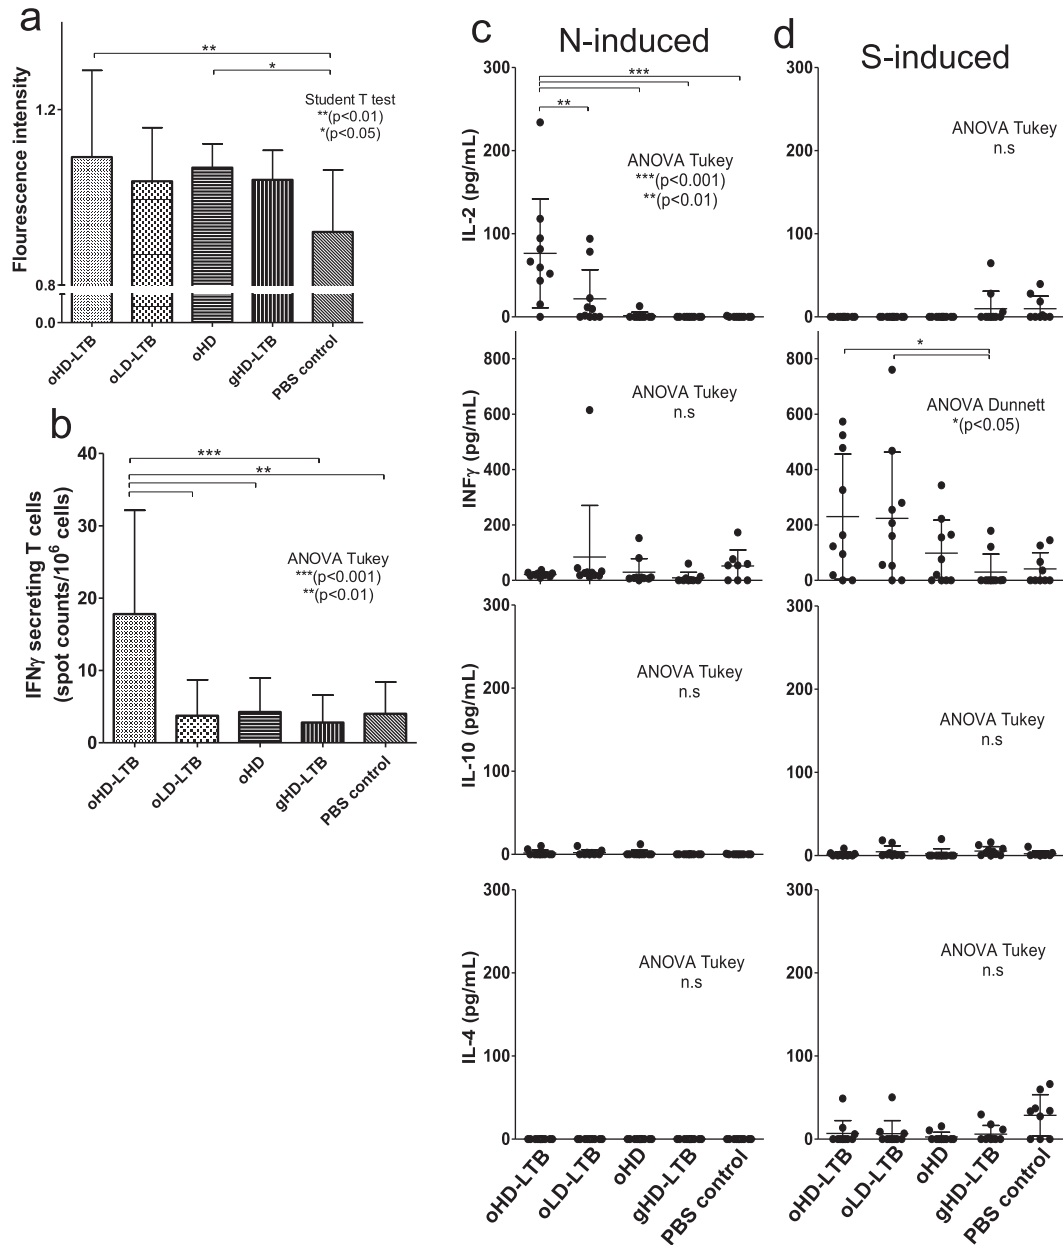 a
Flourescence intensity
1.2
0.8
0.0
**
*
Student T test
**(p<0.01)
*(p<0.05)
oHD-LTB
oLD-LTB
oHD
gHD-LTB
PBS control
b
IFNγ secreting T cells
(spot counts/10⁶ cells)
40
30
20
10
0
***
**
ANOVA Tukey
***(p<0.001)
**(p<0.01)
oHD-LTB
oLD-LTB
oHD
gHD-LTB
PBS control
c
N-induced
IL-2 (pg/mL)
300
200
100
0
***
**
ANOVA Tukey
***(p<0.001)
**(p<0.01)
INFγ (pg/mL)
800
600
400
200
0
ANOVA Tukey
n.s
IL-10 (pg/mL)
300
200
100
0
ANOVA Tukey
n.s
IL-4 (pg/mL)
300
200
100
0
ANOVA Tukey
n.s
oHD-LTB
oLD-LTB
oHD
gHD-LTB
PBS control
d
S-induced
300
200
100
0
ANOVA Tukey
n.s
800
600
400
200
0
*
ANOVA Dunnett
*(p<0.05)
300
200
100
0
ANOVA Tukey
n.s
300
200
100
0
ANOVA Tukey
n.s
oHD-LTB
oLD-LTB
oHD
gHD-LTB
PBS control